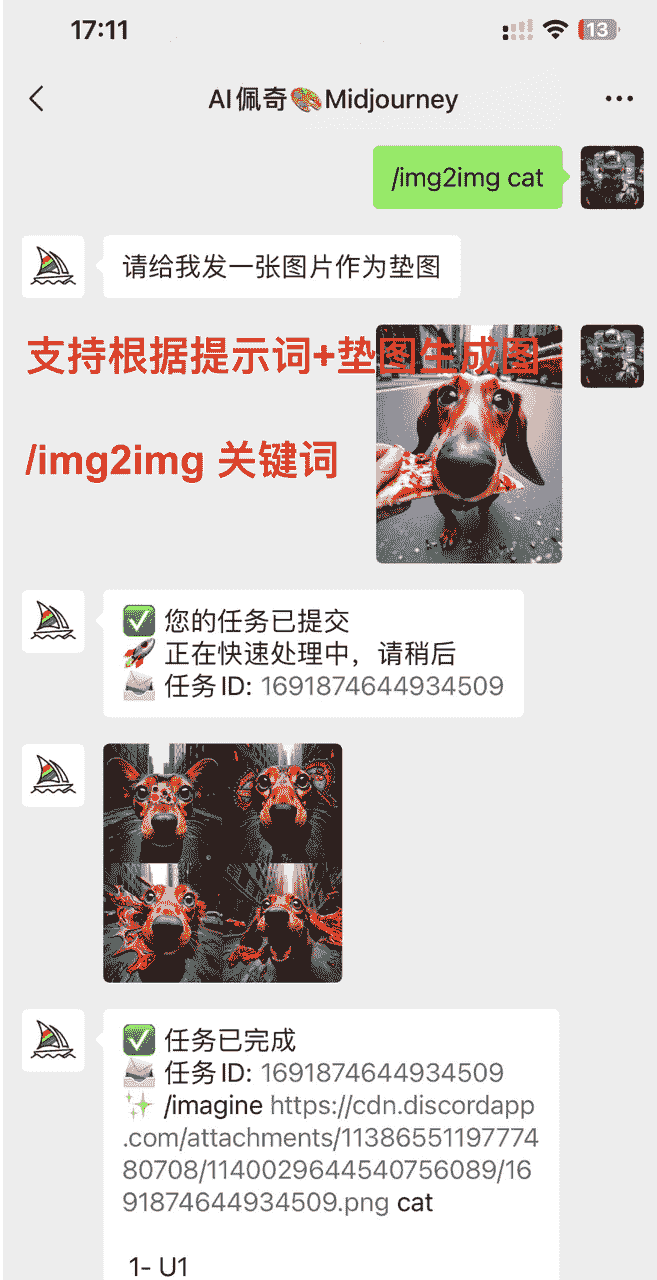 17:11
13
AI佩奇🎨Midjourney
/img2img cat
请给我发一张图片作为垫图
支持根据提示词+垫图生成图
/img2img 关键词
✅ 您的任务已提交
🚀 正在快速处理中，请稍后
📨 任务ID: 1691874644934509
✅ 任务已完成
📨 任务ID: 1691874644934509
✨ /imagine https://cdn.discordapp
.com/attachments/11386551197774
80708/1140029644540756089/16
91874644934509.png cat
1- U1